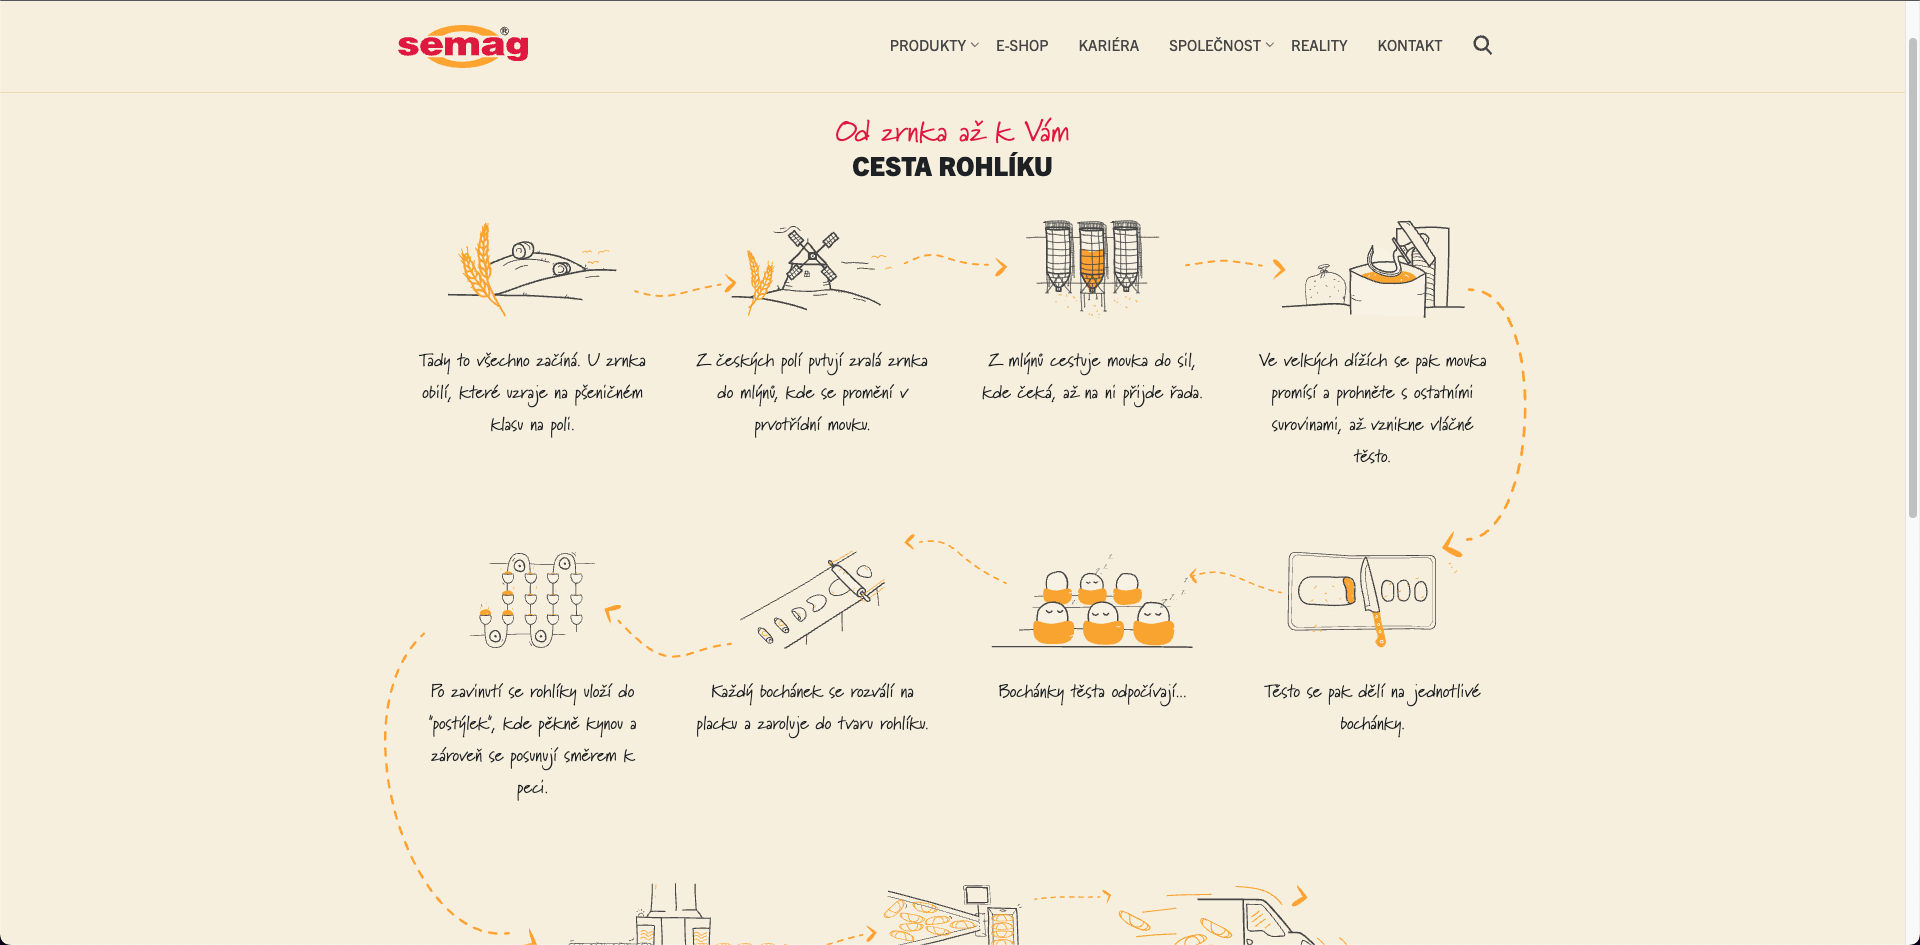 semag®
PRODUKTY
E-SHOP
KARIÉRA
SPOLEČNOST
REALITY
KONTAKT
Od zrnka až k Vám
CESTA ROHLÍKU
Tady to všechno začíná. U zrnka
obilí, které uzraje na pšeničném
klasu na poli.
Z českých polí putují zralá zrnka
do mlýnů, kde se promění v
prvotřídní mouku.
Z mlýnů cestuje mouka do sil,
kde čeká, až na ni přijde řada.
Ve velkých dížích se pak mouka
promísí a prohněte s ostatními
surovinami, až vznikne vláčné
těsto.
Po zavinutí se rohlíky uloží do
"postýlek", kde pěkně kynou a
zároveň se posunují směrem k
peci.
Každý bochánek se rozválí na
placku a zaroluje do tvaru rohlíku.
Bochánky těsta odpočívají...
Těsto se pak dělí na jednotlivé
bochánky.